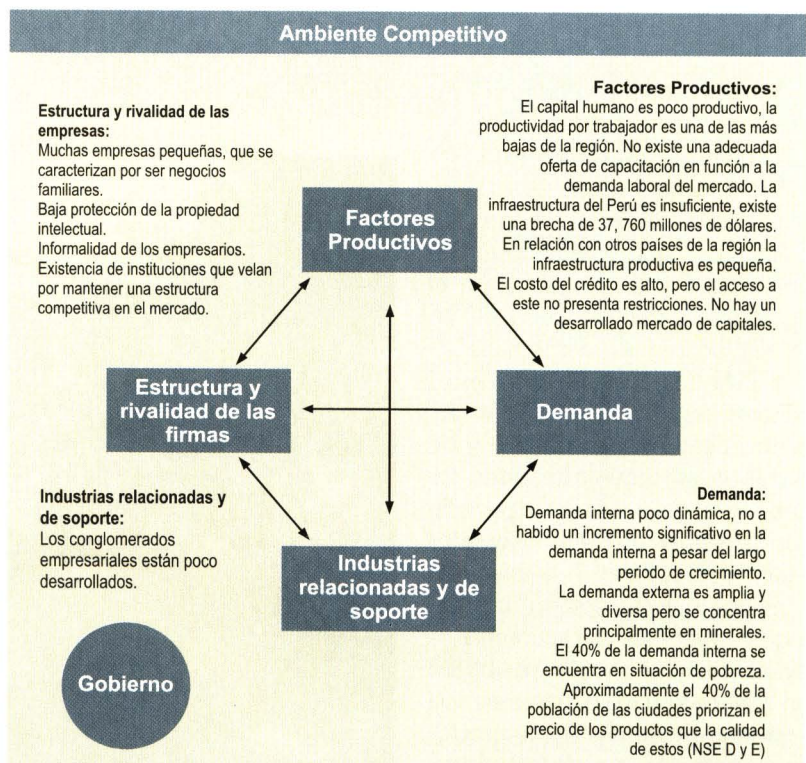 Ambiente Competitivo
Estructura y rivalidad de las
empresas:
Muchas empresas pequeñas, que se
caracterizan por ser negocios
familiares.
Baja protección de la propiedad
intelectual.
Informalidad de los empresarios.
Existencia de instituciones que velan
por mantener una estructura
competitiva en el mercado.
Factores Productivos:
El capital humano es poco productivo, la
productividad por trabajador es una de las más
bajas de la región. No existe una adecuada
oferta de capacitación en función a la
demanda laboral del mercado. La
infraestructura del Perú es insuficiente, existe
una brecha de 37, 760 millones de dólares.
En relación con otros países de la región la
infraestructura productiva es pequeña.
El costo del crédito es alto, pero el acceso a
este no presenta restricciones. No hay un
desarrollado mercado de capitales.
Factores
Productivos
Estructura y
rivalidad de las
firmas
Demanda
Industrias
relacionadas y de
soporte
Industrias relacionadas y
de soporte:
Los conglomerados
empresariales están poco
desarrollados.
Gobierno
Demanda:
Demanda interna poco dinámica, no a
habido un incremento significativo en la
demanda interna a pesar del largo
periodo de crecimiento.
La demanda externa es amplia y
diversa pero se concentra
principalmente en minerales.
El 40% de la demanda interna se
encuentra en situación de pobreza.
Aproximadamente el 40% de la
población de las ciudades priorizan el
precio de los productos que la calidad
de estos (NSE D y E)